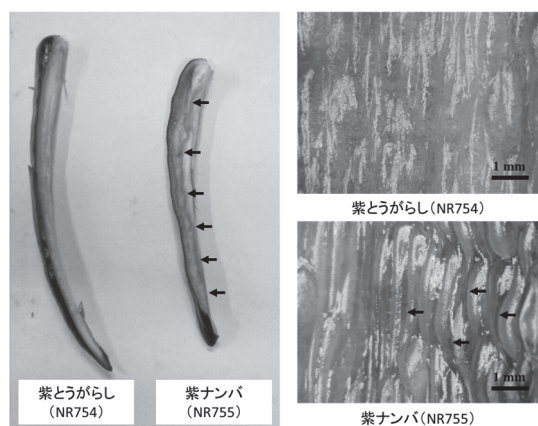 紫とうがらし
(NR754)
紫ナンバ
(NR755)
1 mm
紫とうがらし(NR754)
1 mm
紫ナンバ(NR755)